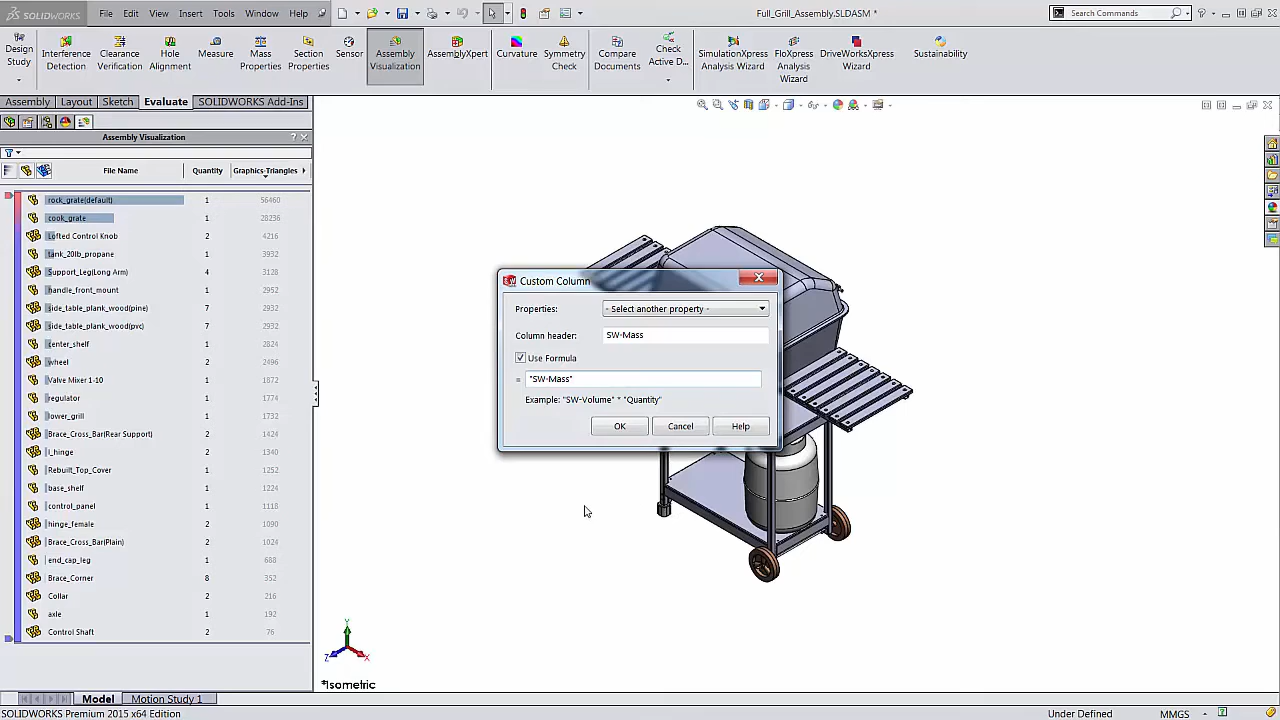 SOLIDWORKS File Edit View Insert Tools Window Help Full_Grill_Assembly.SLDASM * Search Commands
Design Study
Interference Detection
Clearance Verification
Hole Alignment
Measure
Mass Properties
Section Properties
Sensor
Assembly Visualization
AssemblyXpert
Curvature
Symmetry Check
Compare Documents
Check Active D...
SimulationXpress Analysis Wizard
FloXpress Analysis Wizard
DriveWorksXpress Wizard
Sustainability
Assembly Layout Sketch Evaluate SOLIDWORKS Add-Ins
Assembly Visualization
File Name Quantity Graphics-Triangles
rock_grate(default) 1 56460
cook_grate 1 28236
Lofted Control Knob 2 4216
tank_20lb_propane 1 3932
Support_Leg(Long Arm) 4 3128
handle_front_mount 1 2952
side_table_plank_wood(pine) 7 2936
side_table_plank_wood(pvc) 7 2936
center_shelf 1 2824
wheel 2 2496
Valve Mixer 1-10 1 1872
regulator 1 1774
lower_grill 1 1732
Brace_Cross_Bar(Rear Support) 2 1424
l_hinge 2 1340
Rebuilt_Top_Cover 1 1252
base_shelf 1 1224
control_panel 1 1118
hinge_female 2 1090
Brace_Cross_Bar(Plain) 2 1024
end_cap_leg 1 688
Brace_Corner 8 352
Collar 2 216
axle 1 192
Control Shaft 2 76
Custom Column
Properties: - Select another property -
Column header: SW-Mass
Use Formula
= "SW-Mass"
Example: "SW-Volume" * "Quantity"
OK Cancel Help
Y
Z X
*Isometric
Model Motion Study 1
SOLIDWORKS Premium 2015 x64 Edition Under Defined MMGS